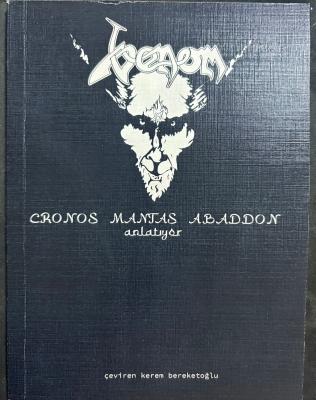 Venom
CRONOS MANTAS ABADDON
anlatıyor
çeviren kerem bereketoğlu